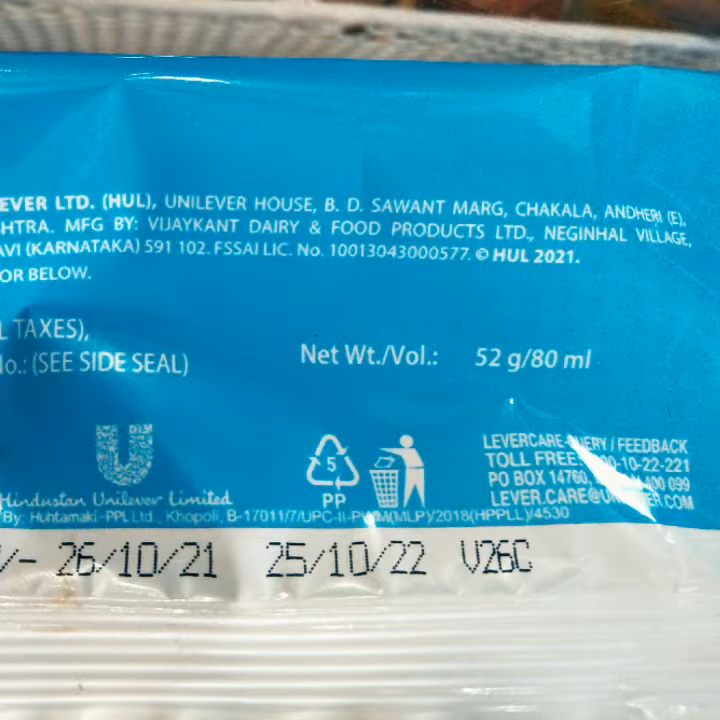 EVER LTD. (HUL), UNILEVER HOUSE, B. D. SAWANT MARG, CHAKALA, ANDHERI (E),
HTRA. MFG BY: VIJAYKANT DAIRY & FOOD PRODUCTS LTD., NEGINHAL VILLAGE,
AVI (KARNATAKA) 591 102. FSSAI LIC. No. 10013043000577. © HUL 2021.
OR BELOW.
L TAXES),
No.: (SEE SIDE SEAL)
Net Wt./Vol.: 52 g/80 ml
Hindustan Unilever Limited
5
PP
LEVERCARE-QUERY / FEEDBACK
TOLL FREE: 00-10-22-221
PO BOX 14760, 400 099
LEVER.CARE@UNILEVER.COM
By: Huhtamaki-PPL Ltd., Khopoli, B-17011/7/UPC-II-PWM(MLP)/2018(HPPLL)/4530
/- 26/10/21 25/10/22 V26C